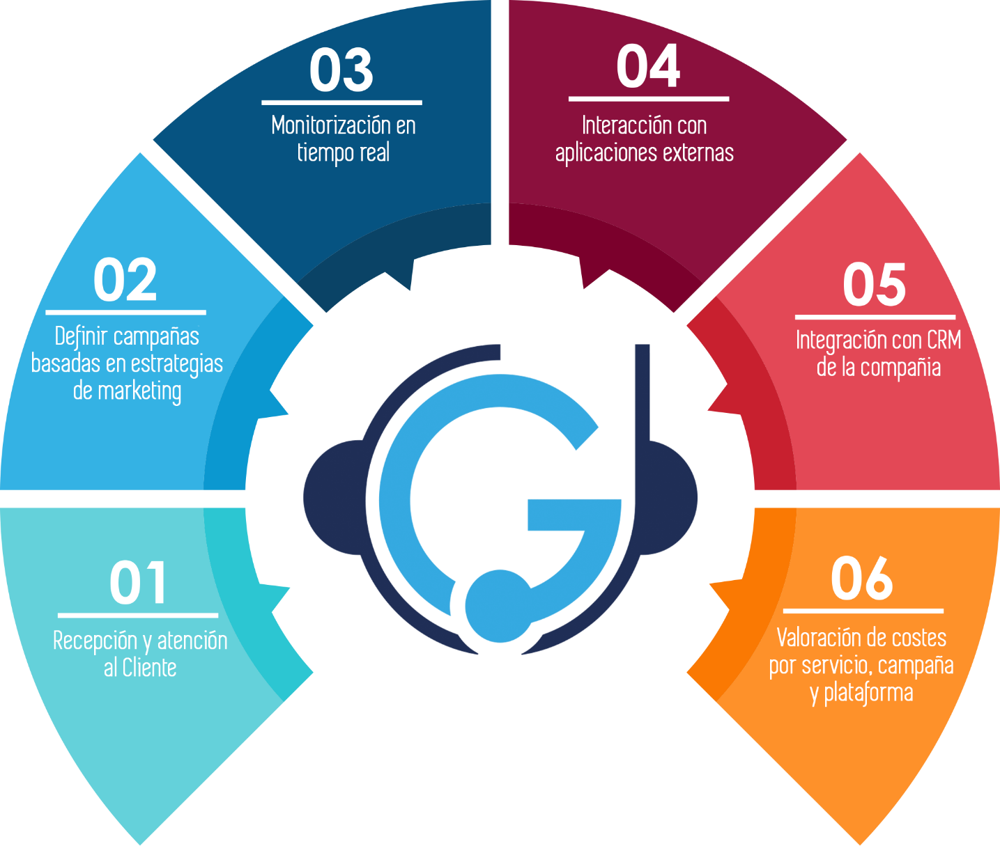 01
Recepción y atención
al Cliente
02
Definir campañas
basadas en estrategias
de marketing
03
Monitorización en
tiempo real
04
Interacción con
aplicaciones externas
05
Integración con CRM
de la compañia
06
Valoración de costes
por servicio, campaña
y plataforma
G